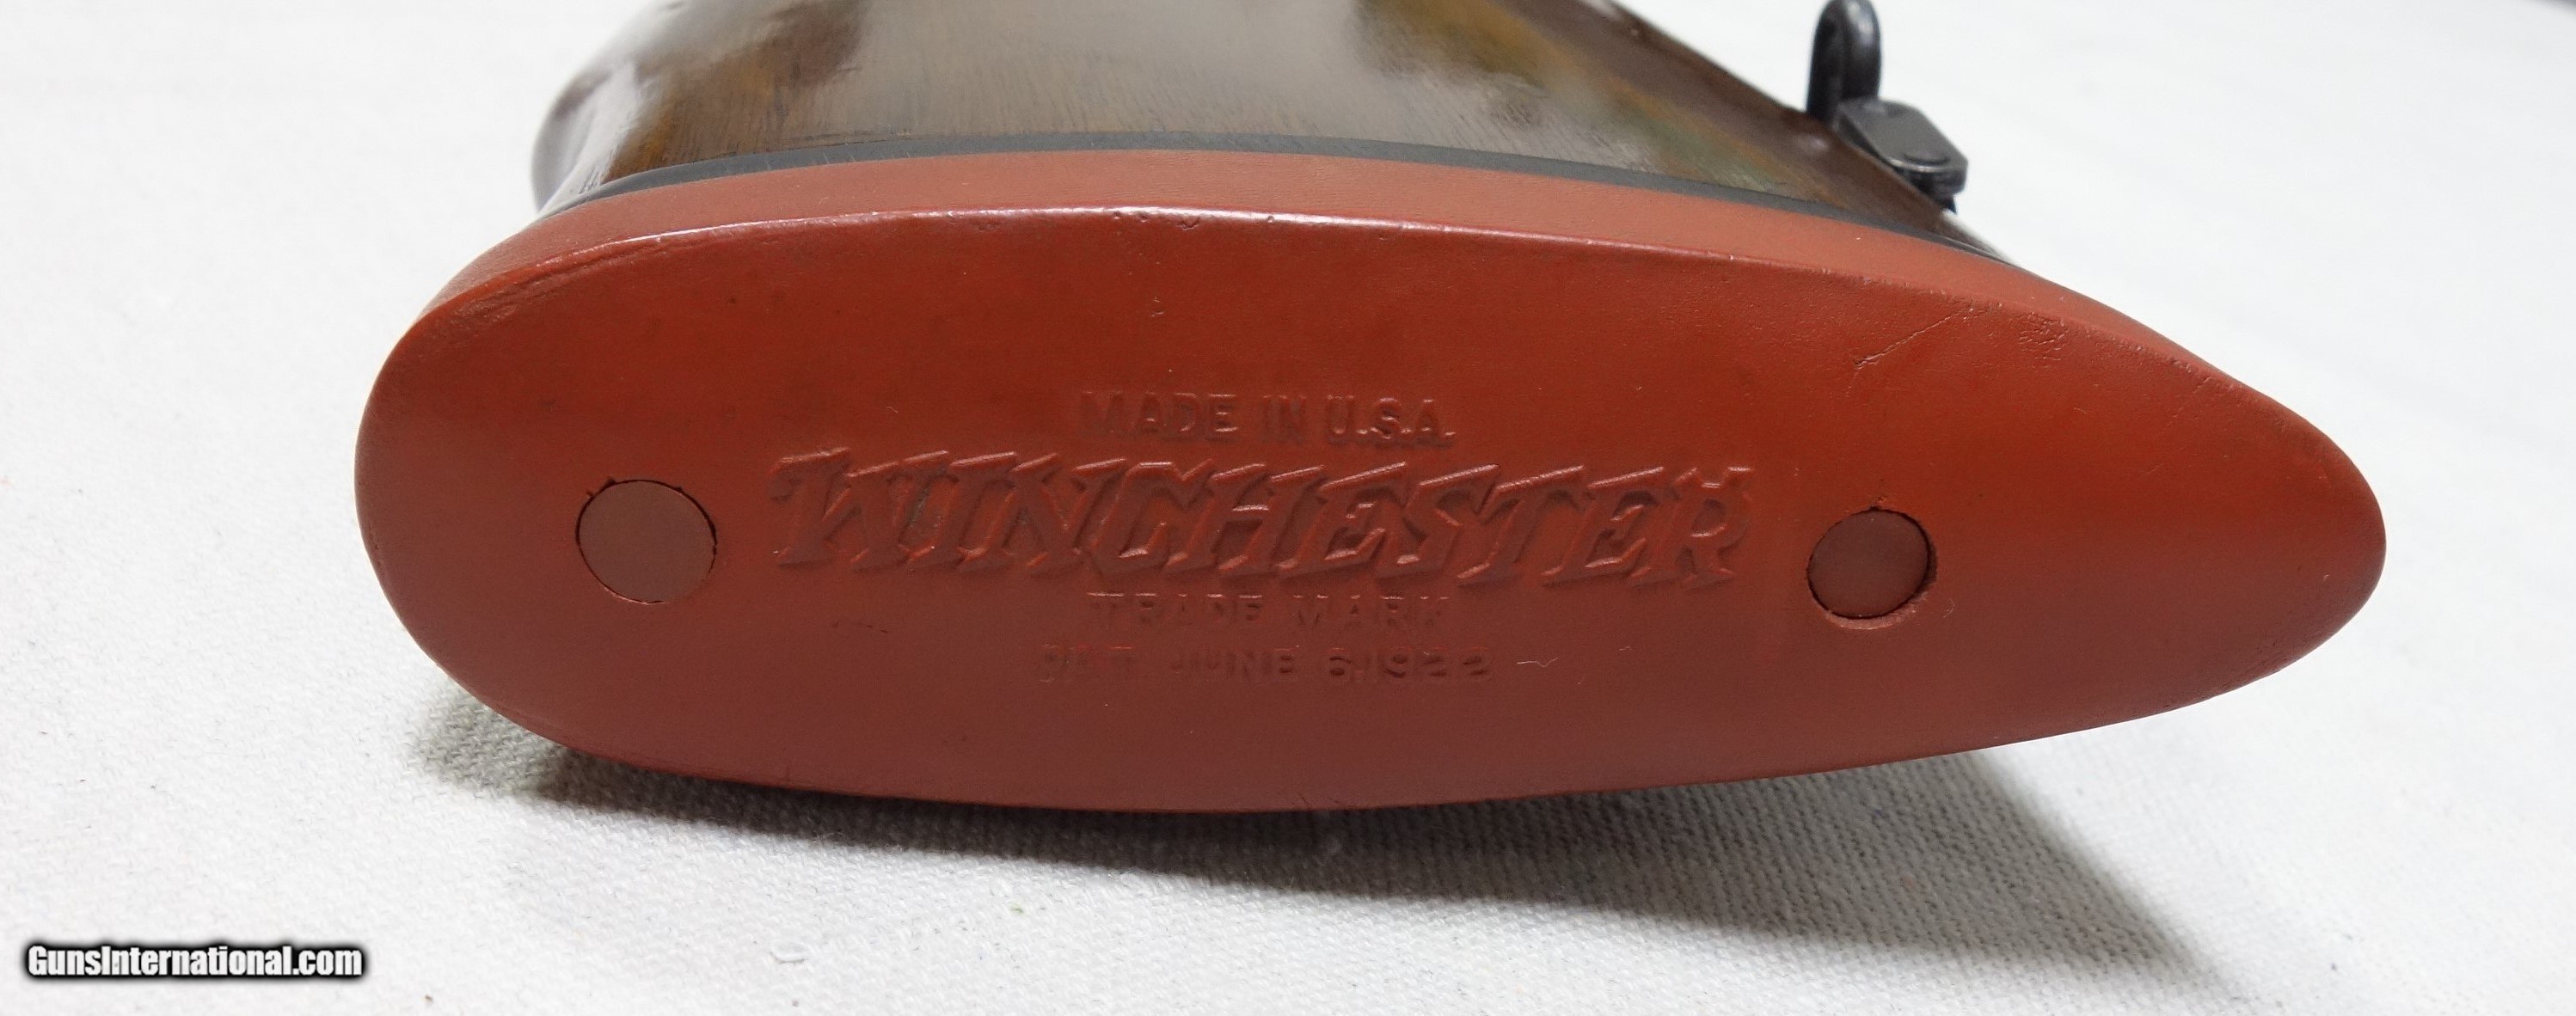 MADE IN U.S.A.
WINCHESTER
TRADE MARK
PAT. JUNE 6.1922
GunsInternational.com